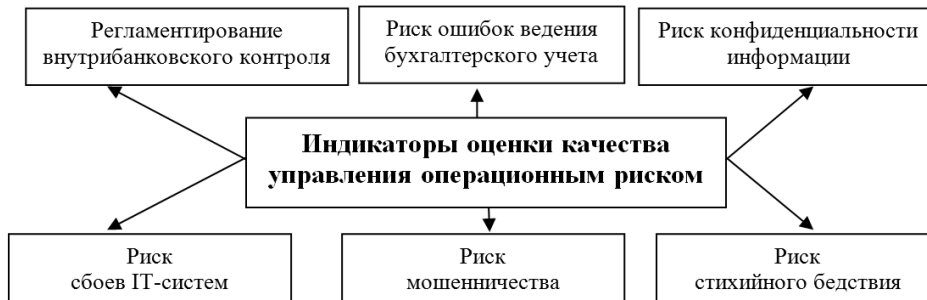 Регламентирование
внутрибанковского контроля
Риск ошибок ведения
бухгалтерского учета
Риск конфиденциальности
информации
Индикаторы оценки качества
управления операционным риском
Риск
сбоев IT-систем
Риск
мошенничества
Риск
стихийного бедствия